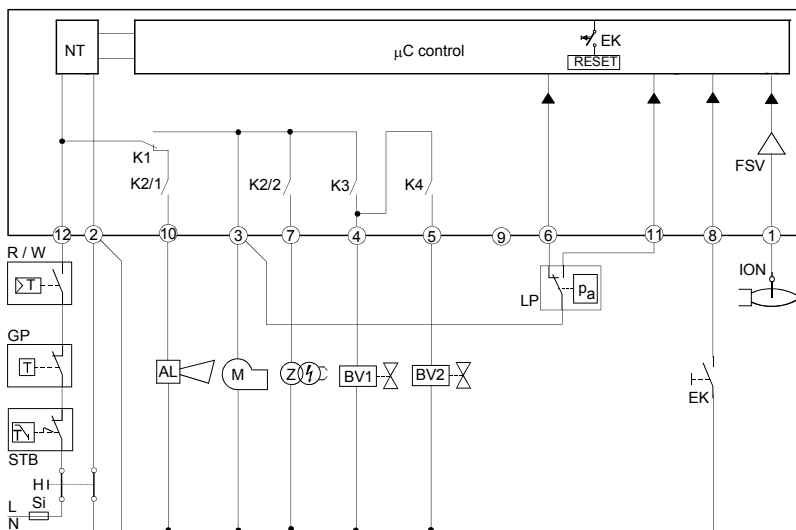 NT
μC control
EK
RESET
FSV
K1
K2/1
K2/2
K3
K4
12
2
10
3
7
4
5
9
6
11
8
1
R / W
T
GP
T
STB
T
H
Si
L
N
AL
M
Z
BV1
BV2
LP
pa
EK
ION